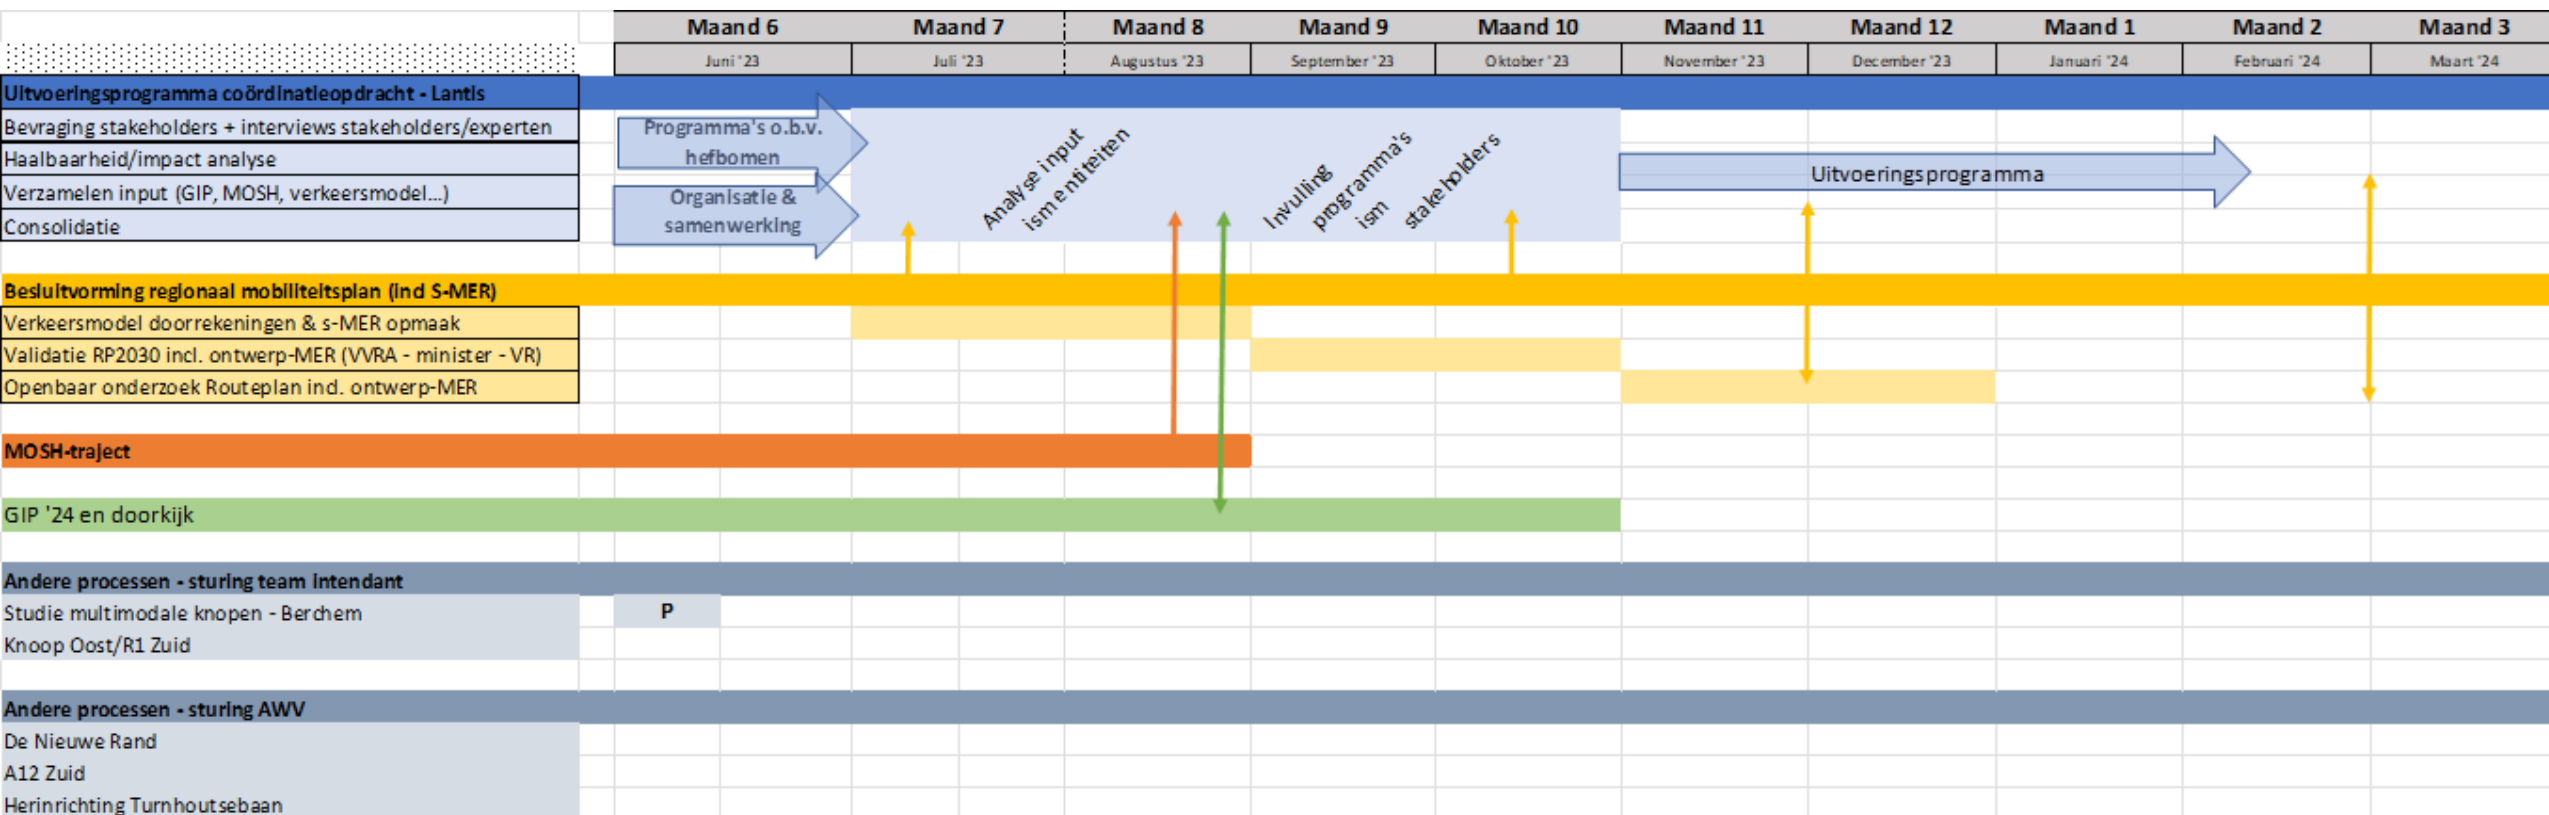 Maand 6 Maand 7 Maand 8 Maand 9 Maand 10 Maand 11 Maand 12 Maand 1 Maand 2 Maand 3
Juni '23 Juli '23 Augustus '23 September '23 Oktober '23 November '23 December '23 Januari '24 Februari '24 Maart '24
Uitvoeringsprogramma coördinatieopdracht - Lantis
Bevraging stakeholders + interviews stakeholders/experten
Haalbaarheid/impact analyse
Verzamelen input (GIP, MOSH, verkeersmodel...)
Consolidatie
Programma's o.b.v.
hefbomen
Organisatie &
samenwerking
Analyse input
ism entiteiten
Invulling
programma's
ism
stakeholders
Uitvoeringsprogramma
Besluitvorming regionaal mobiliteitsplan (incl S-MER)
Verkeersmodel doorrekeningen & s-MER opmaak
Validatie RP2030 incl. ontwerp-MER (VVRA - minister - VR)
Openbaar onderzoek Routeplan incl. ontwerp-MER
MOSH-traject
GIP '24 en doorkijk
Andere processen - sturing team intendant
Studie multimodale knopen - Berchem P
Knoop Oost/R1 Zuid
Andere processen - sturing AWV
De Nieuwe Rand
A12 Zuid
Herinrichting Turnhoutsebaan